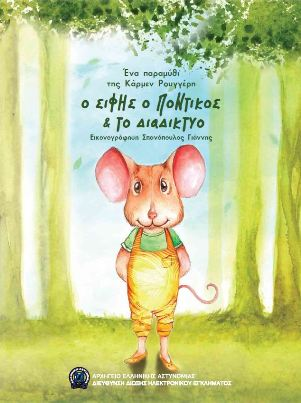 Ένα παραμύθι
της Κάρμεν Ρουγγέρη
Ο ΣΙΦΗΣ Ο ΠΟΝΤΙΚΟΣ
& ΤΟ ΔΙΑΔΙΚΤΥΟ
Εικονογράφηση Σπανόπουλος Γιάννης
ΑΡΧΗΓΕΙΟ ΕΛΛΗΝΙΚΗΣ ΑΣΤΥΝΟΜΙΑΣ
ΔΙΕΥΘΥΝΣΗ ΔΙΩΞΗΣ ΗΛΕΚΤΡΟΝΙΚΟΥ ΕΓΚΛΗΜΑΤΟΣ